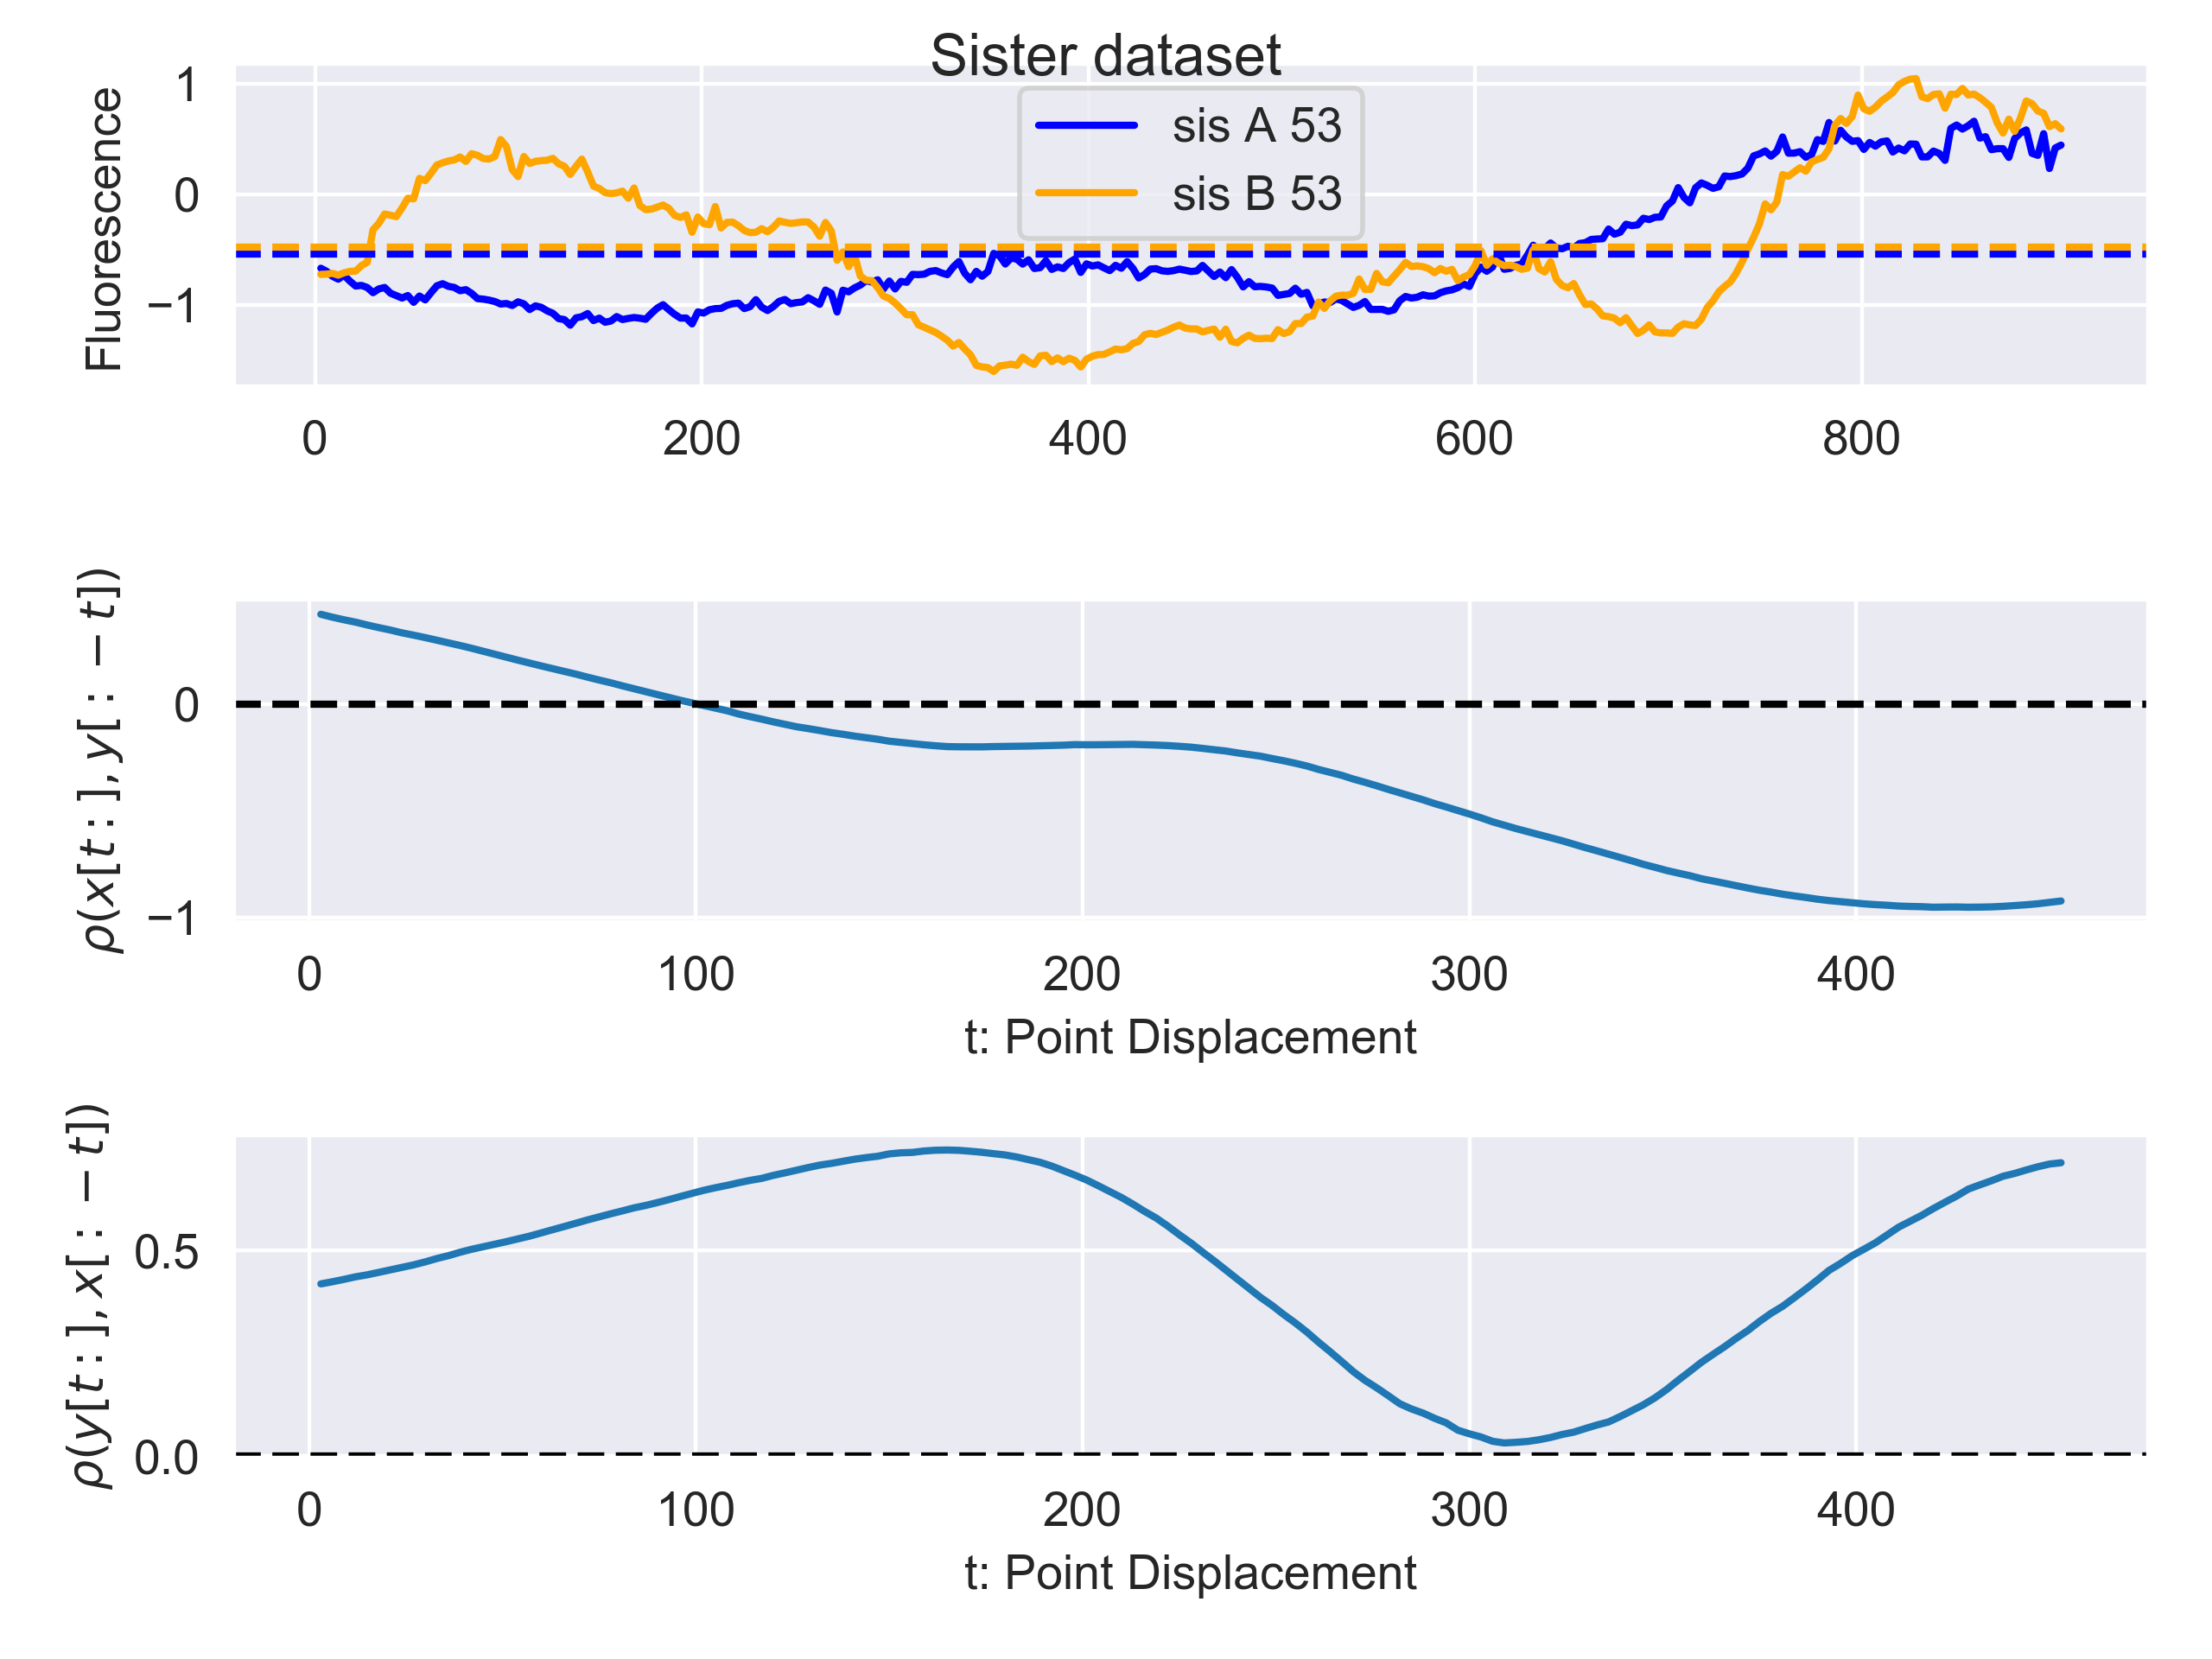 Sister dataset
Fluorescence
1
0
−1
sis A 53
sis B 53
0 200 400 600 800
ρ(x[t:], y[: − t])
0
−1
0 100 200 300 400
t: Point Displacement
ρ(y[t:], x[: − t])
0.5
0.0
0 100 200 300 400
t: Point Displacement